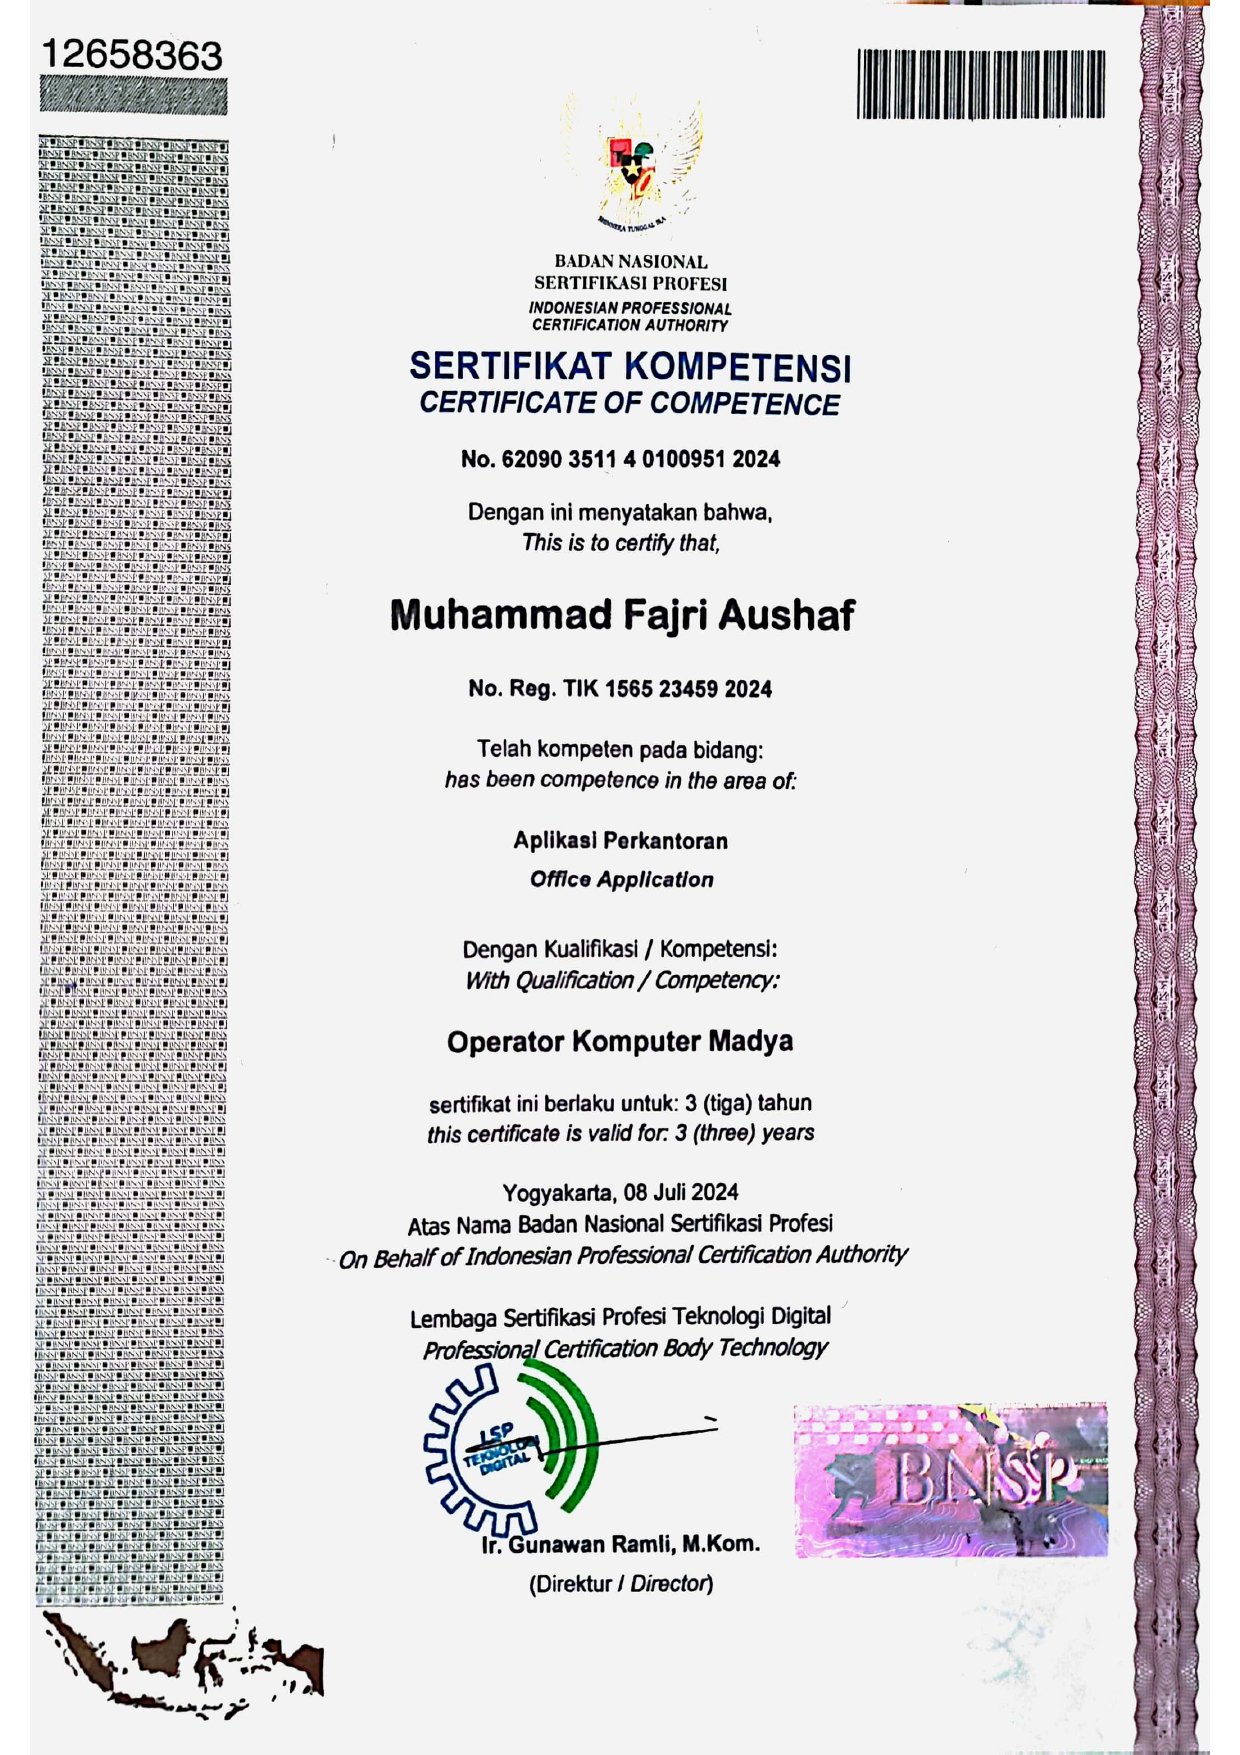 12658363
BHINNEKA TUNGGAL IKA
BADAN NASIONAL
SERTIFIKASI PROFESI
INDONESIAN PROFESSIONAL
CERTIFICATION AUTHORITY
SERTIFIKAT KOMPETENSI
CERTIFICATE OF COMPETENCE
No. 62090 3511 4 0100951 2024
Dengan ini menyatakan bahwa,
This is to certify that,
Muhammad Fajri Aushaf
No. Reg. TIK 1565 23459 2024
Telah kompeten pada bidang:
has been competence in the area of:
Aplikasi Perkantoran
Office Application
Dengan Kualifikasi / Kompetensi:
With Qualification / Competency:
Operator Komputer Madya
sertifikat ini berlaku untuk: 3 (tiga) tahun
this certificate is valid for: 3 (three) years
Yogyakarta, 08 Juli 2024
Atas Nama Badan Nasional Sertifikasi Profesi
On Behalf of Indonesian Professional Certification Authority
Lembaga Sertifikasi Profesi Teknologi Digital
Professional Certification Body Technology
LSP
TEKNOLOGI
DIGITAL
BNSP
Ir. Gunawan Ramli, M.Kom.
(Direktur / Director)